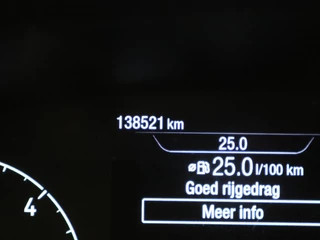 138521 km
25.0
⌀ 25.0 l/100 km
Goed rijgedrag
4
Meer info